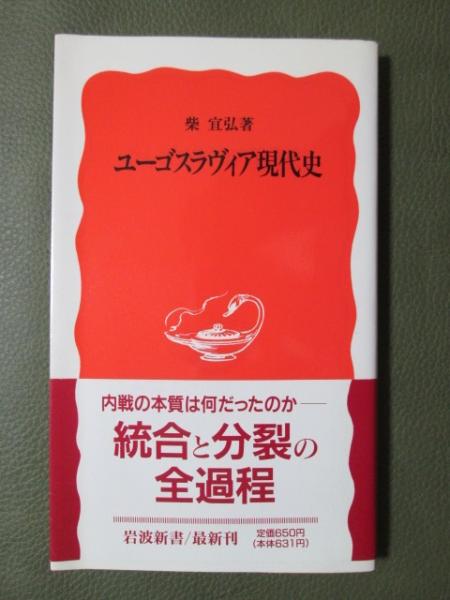 柴 宜弘著
ユーゴスラヴィア現代史
内戦の本質は何だったのか——
統合と分裂の
全過程
岩波新書/最新刊
定価650円
(本体631円)